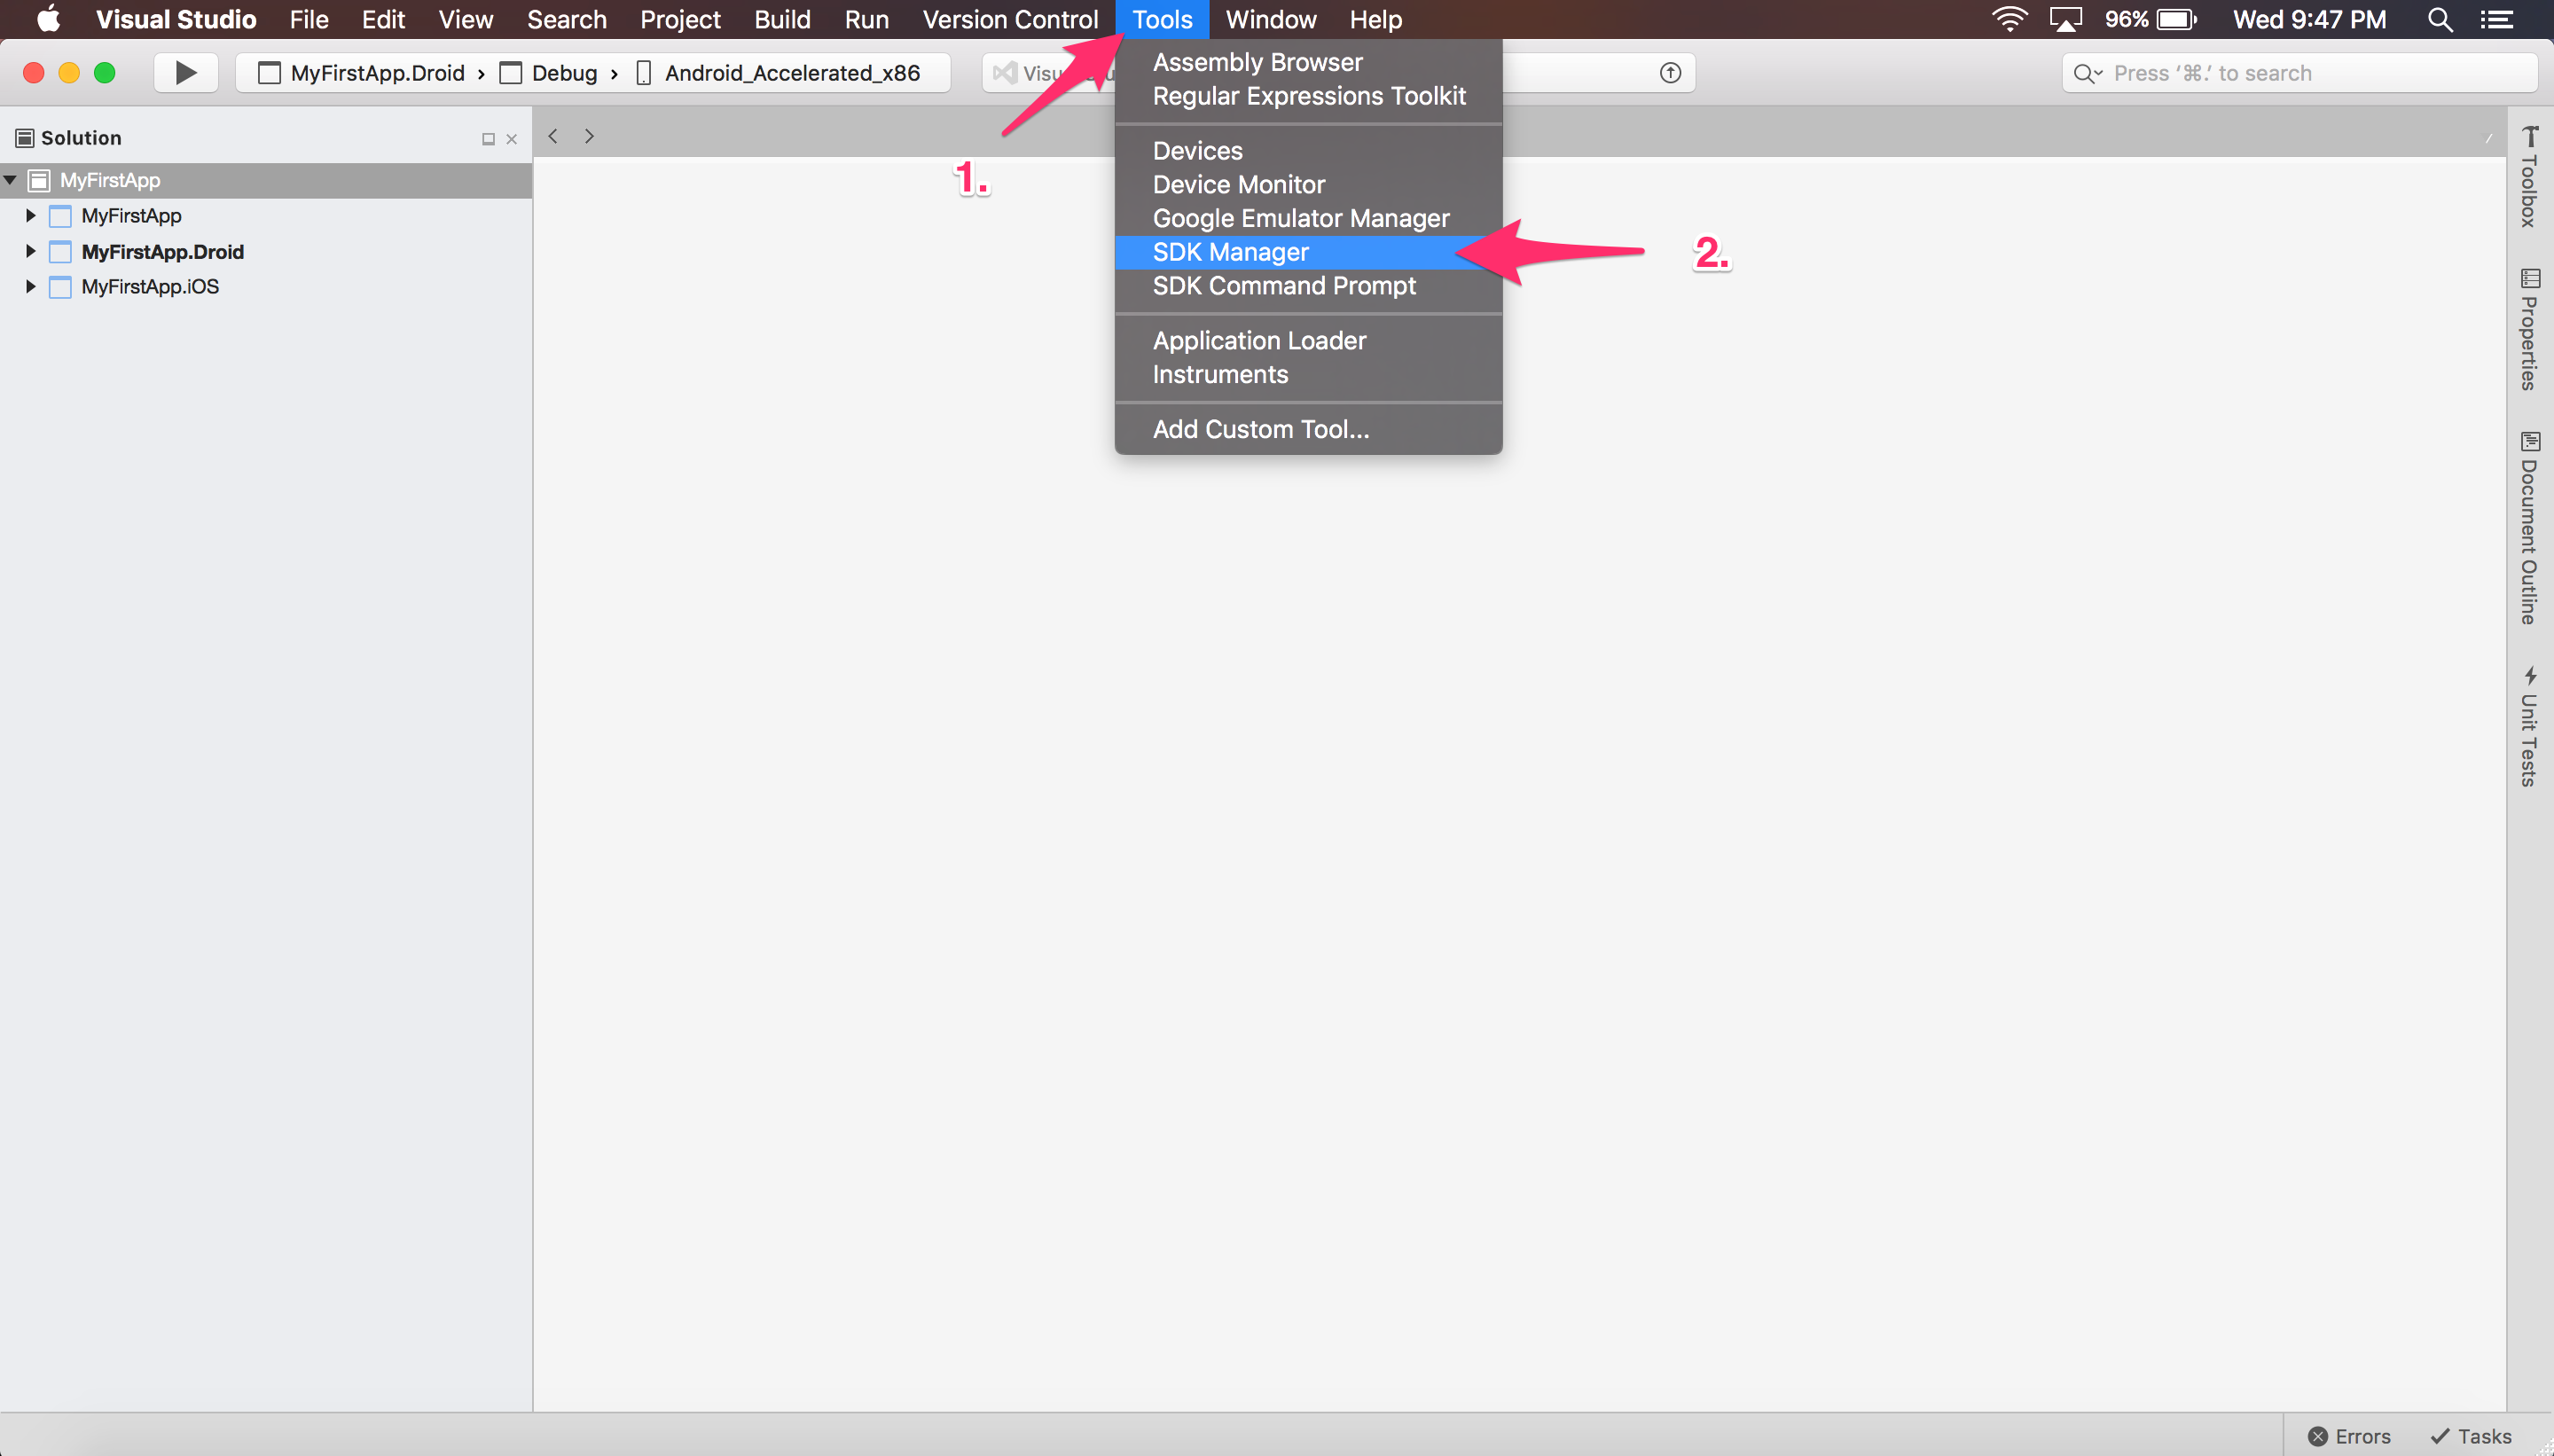 Visual Studio File Edit View Search Project Build Run Version Control Tools Window Help 96% Wed 9:47 PM
MyFirstApp.Droid › Debug › Android_Accelerated_x86
Press ‘⌘.’ to search
Assembly Browser
Regular Expressions Toolkit
Devices
Device Monitor
Google Emulator Manager
SDK Manager
SDK Command Prompt
Application Loader
Instruments
Add Custom Tool...
1.
2.
Solution
MyFirstApp
MyFirstApp
MyFirstApp.Droid
MyFirstApp.iOS
Toolbox
Properties
Document Outline
Unit Tests
Errors Tasks